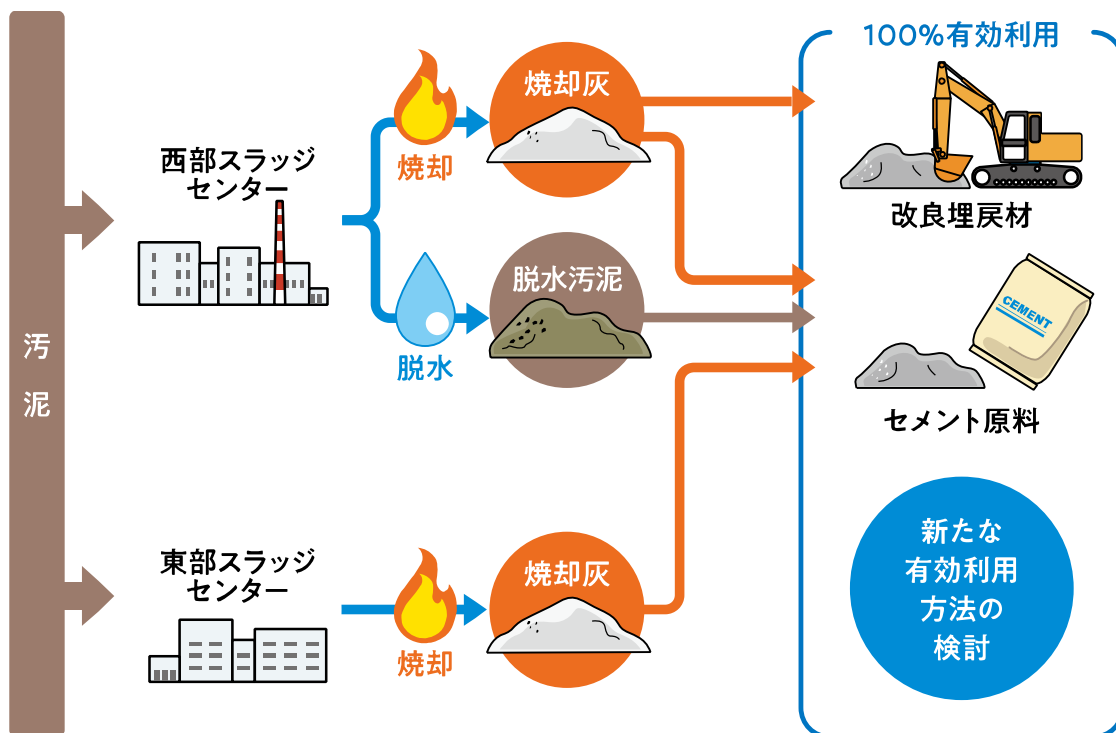 汚泥
西部スラッジ
センター
焼却
焼却灰
脱水
脱水汚泥
東部スラッジ
センター
焼却
焼却灰
100%有効利用
改良埋戻材
CEMENT
セメント原料
新たな
有効利用
方法の
検討